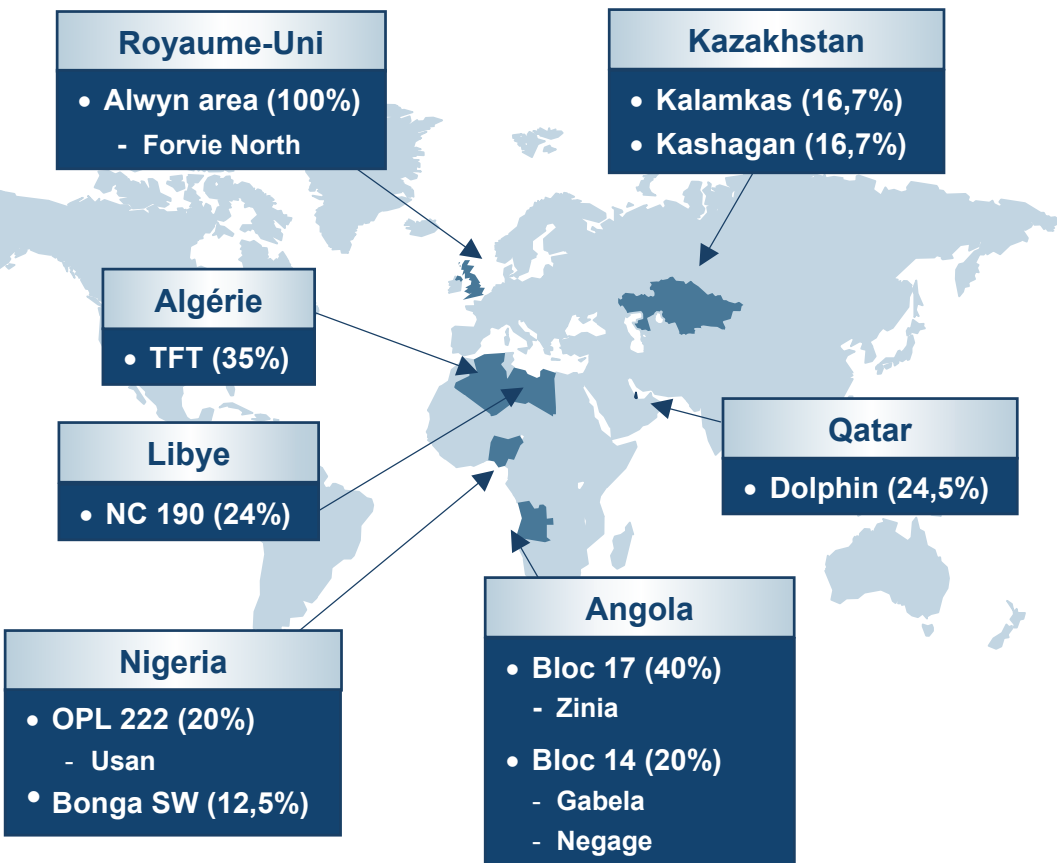 Royaume-Uni
• Alwyn area (100%)
- Forvie North
Kazakhstan
• Kalamkas (16,7%)
• Kashagan (16,7%)
Algérie
• TFT (35%)
Libye
• NC 190 (24%)
Qatar
• Dolphin (24,5%)
Nigeria
• OPL 222 (20%)
- Usan
• Bonga SW (12,5%)
Angola
• Bloc 17 (40%)
- Zinia
• Bloc 14 (20%)
- Gabela
- Negage